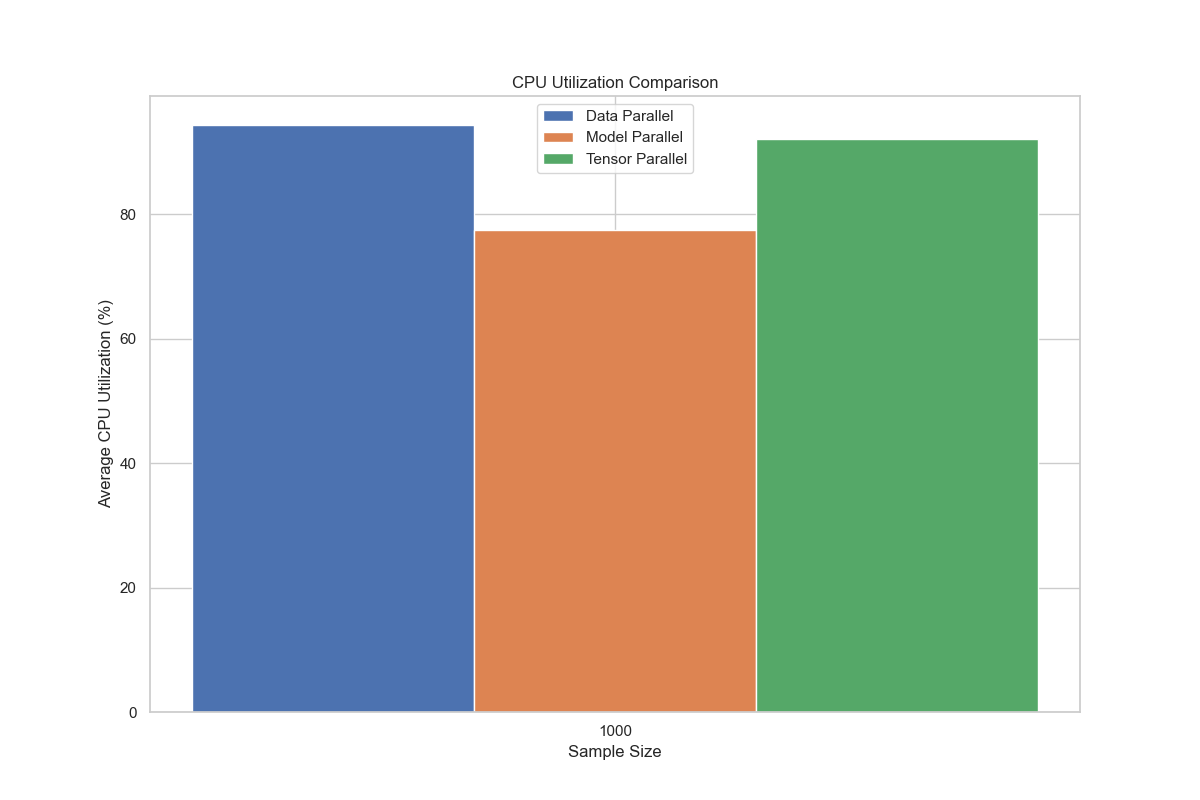 CPU Utilization Comparison
Data Parallel
Model Parallel
Tensor Parallel
Average CPU Utilization (%)
80
60
40
20
0
1000
Sample Size